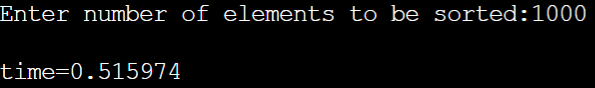 Enter number of elements to be sorted:1000
time=0.515974